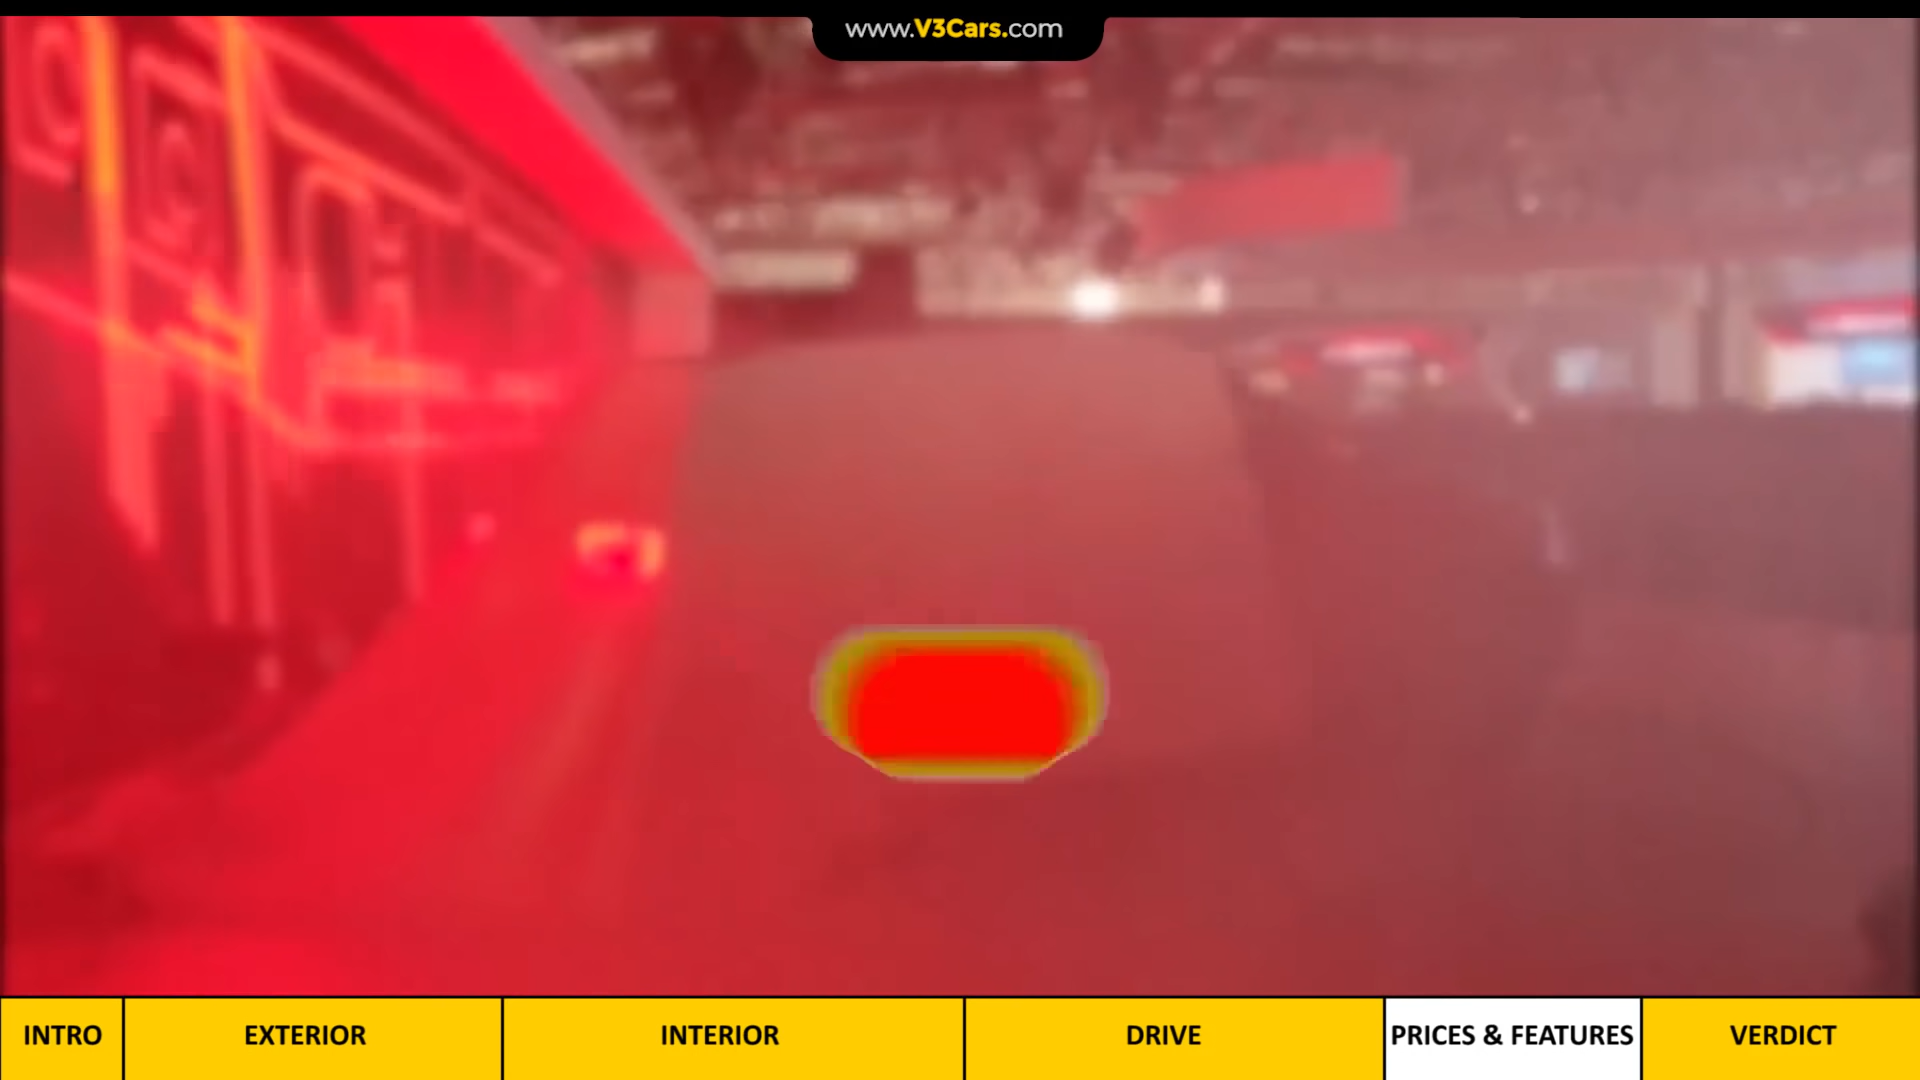 www.V3Cars.com
INTRO
EXTERIOR
INTERIOR
DRIVE
PRICES & FEATURES
VERDICT